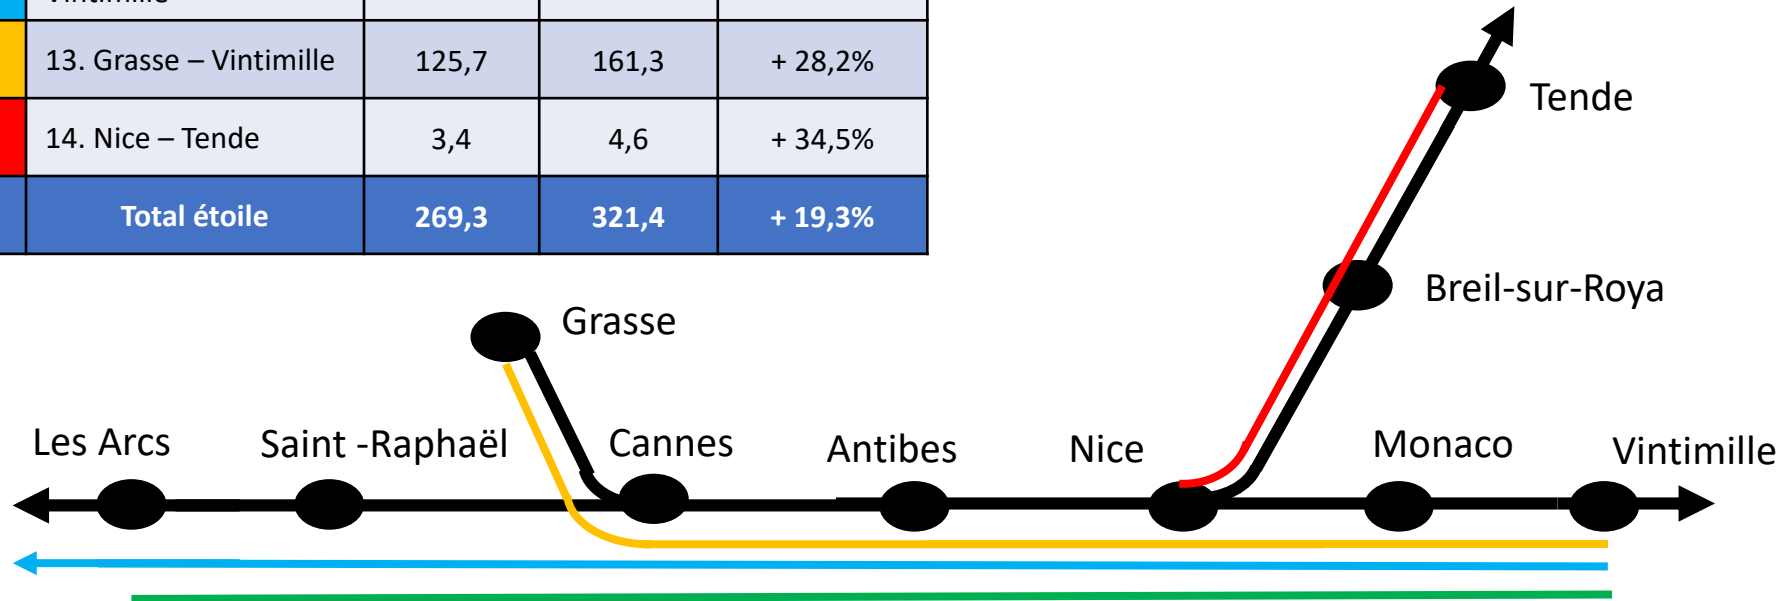 Vintimille
13. Grasse – Vintimille 125,7 161,3 + 28,2%
14. Nice – Tende 3,4 4,6 + 34,5%
Total étoile 269,3 321,4 + 19,3%
Tende
Breil-sur-Roya
Grasse
Les Arcs Saint -Raphaël Cannes Antibes Nice Monaco Vintimille